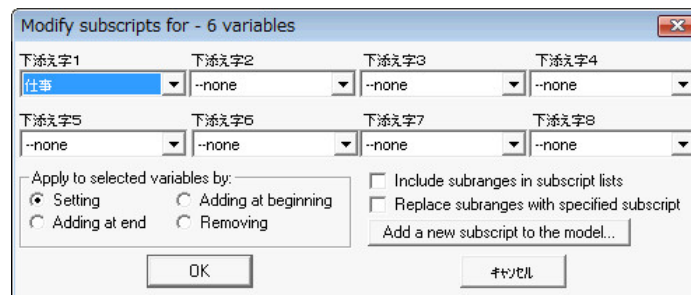 Modify subscripts for - 6 variables
下添え字1 下添え字2 下添え字3 下添え字4
仕事 --none --none --none
下添え字5 下添え字6 下添え字7 下添え字8
--none --none --none --none
Apply to selected variables by:
Setting Adding at beginning
Adding at end Removing
Include subranges in subscript lists
Replace subranges with specified subscript
Add a new subscript to the model...
OK キャンセル